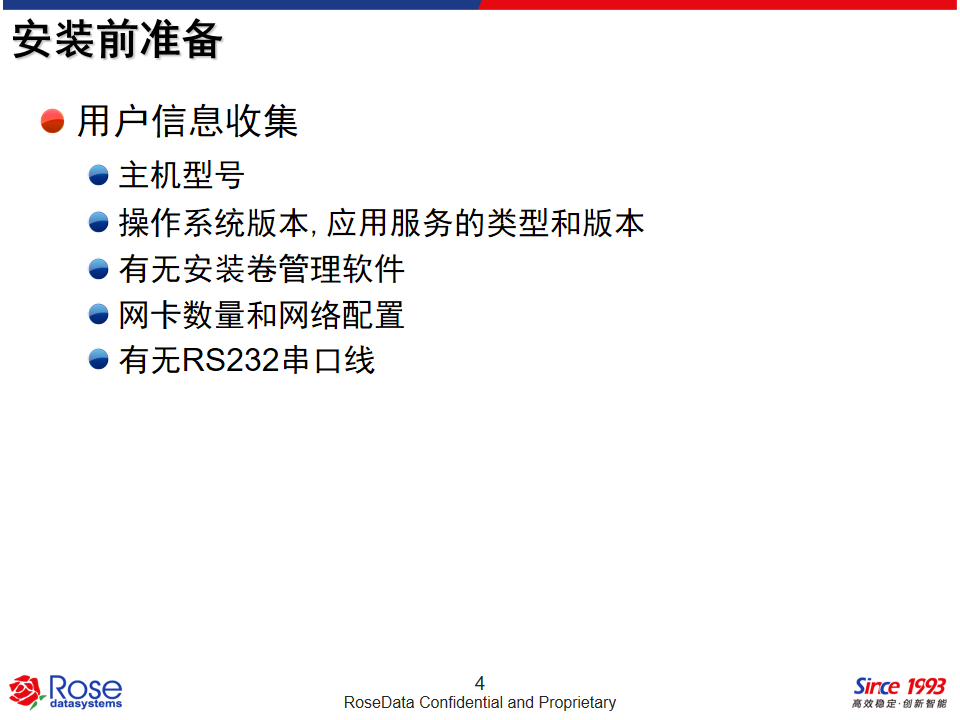 安装前准备
用户信息收集
主机型号
操作系统版本, 应用服务的类型和版本
有无安装卷管理软件
网卡数量和网络配置
有无RS232串口线
Rose
datasystems
4
RoseData Confidential and Proprietary
Since 1993
高效稳定·创新智能